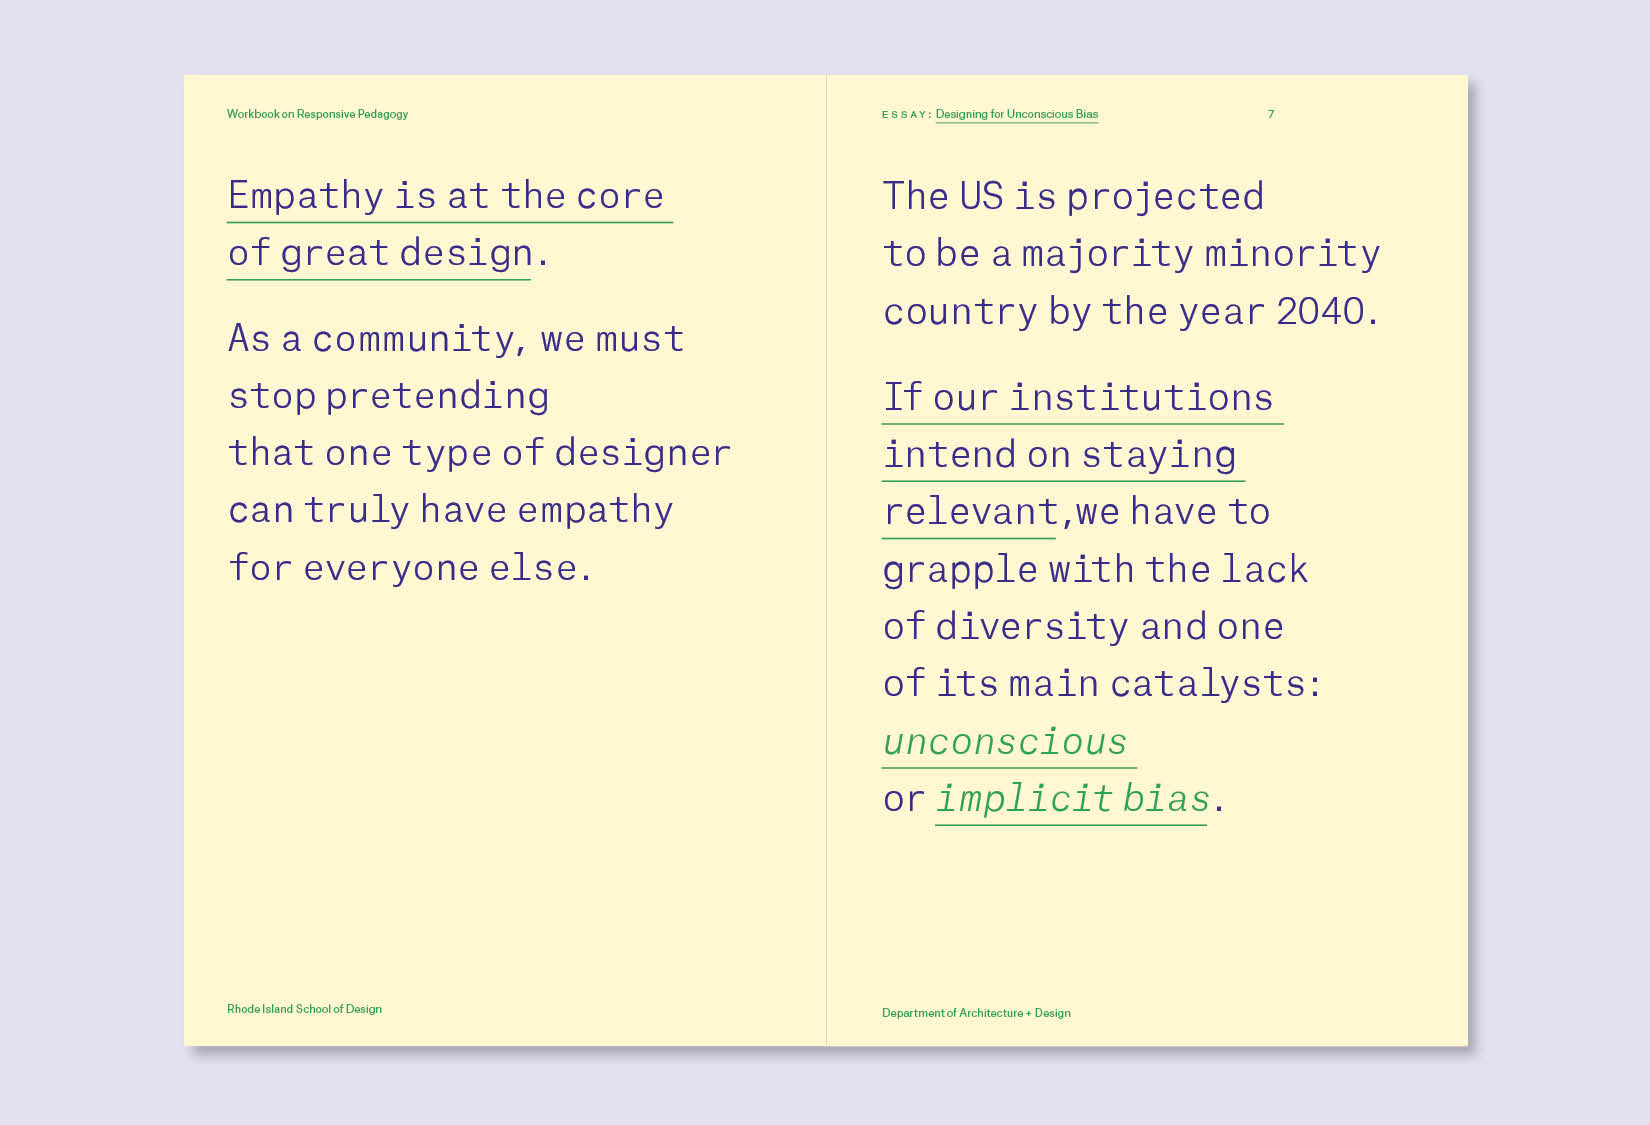 Workbook on Responsive Pedagogy
Empathy is at the core
of great design.
As a community, we must
stop pretending
that one type of designer
can truly have empathy
for everyone else.
Rhode Island School of Design
ESSAY: Designing for Unconscious Bias 7
The US is projected
to be a majority minority
country by the year 2040.
If our institutions
intend on staying
relevant,we have to
grapple with the lack
of diversity and one
of its main catalysts:
unconscious
or implicit bias.
Department of Architecture + Design